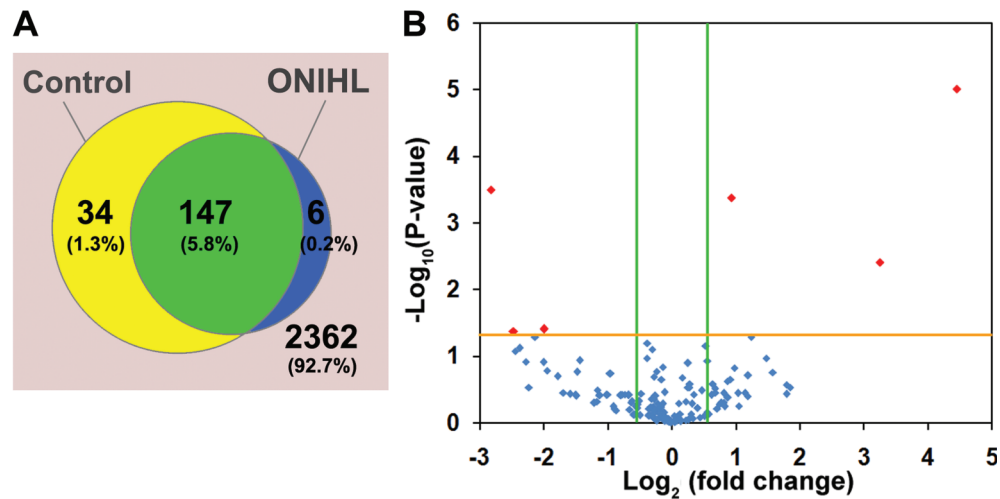 A
Control
ONIHL
34
(1.3%)
147
(5.8%)
6
(0.2%)
2362
(92.7%)
B
-Log10(P-value)
6
5
4
3
2
1
0
-3 -2 -1 0 1 2 3 4 5
Log2 (fold change)